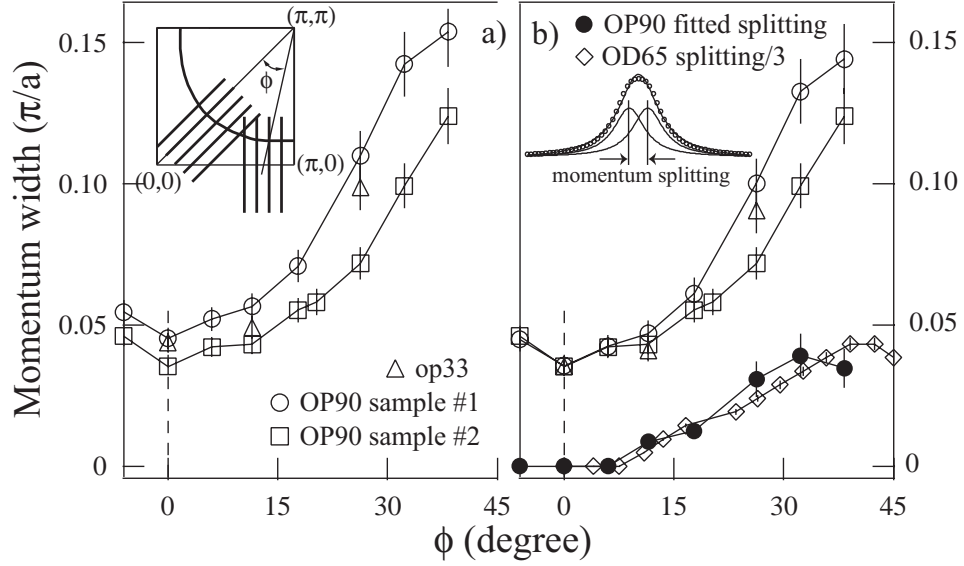 (π,π)
a)
ϕ
(0,0)
(π,0)
op33
OP90 sample #1
OP90 sample #2
b)
OP90 fitted splitting
OD65 splitting/3
momentum splitting
0.15
0.10
0.05
0
0.15
0.10
0.05
0
0
15
30
0
15
30
45
Momentum width (π/a)
ϕ (degree)